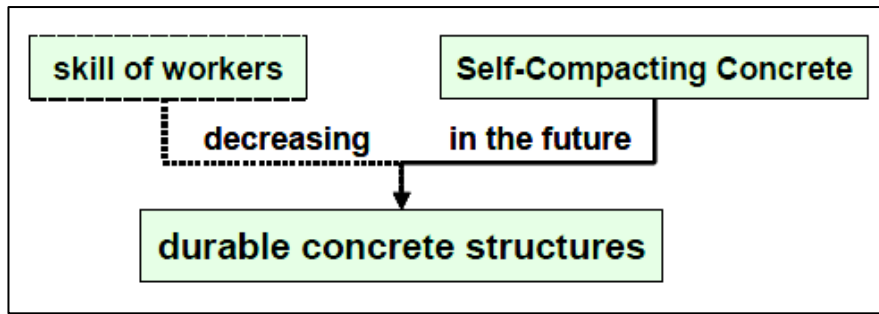 skill of workers
Self-Compacting Concrete
decreasing
in the future
durable concrete structures